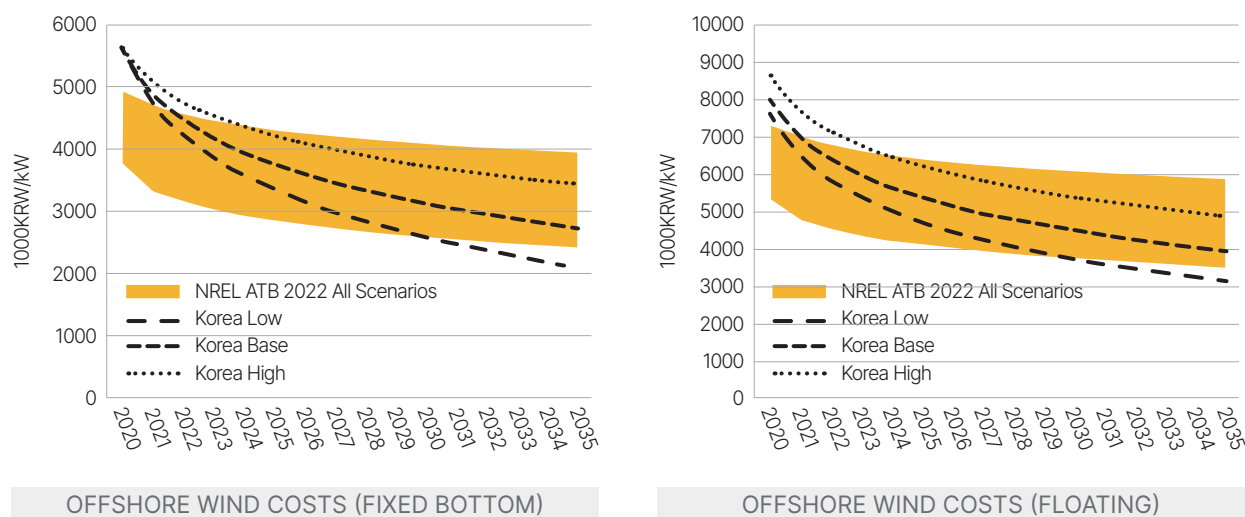 6000
5000
4000
3000
2000
1000
0
1000KRW/kW
NREL ATB 2022 All Scenarios
Korea Low
Korea Base
Korea High
2020 2021 2022 2023 2024 2025 2026 2027 2028 2029 2030 2031 2032 2033 2034 2035
OFFSHORE WIND COSTS (FIXED BOTTOM)
10000
9000
8000
7000
6000
5000
4000
3000
2000
1000
0
1000KRW/kW
NREL ATB 2022 All Scenarios
Korea Low
Korea Base
Korea High
2020 2021 2022 2023 2024 2025 2026 2027 2028 2029 2030 2031 2032 2033 2034 2035
OFFSHORE WIND COSTS (FLOATING)